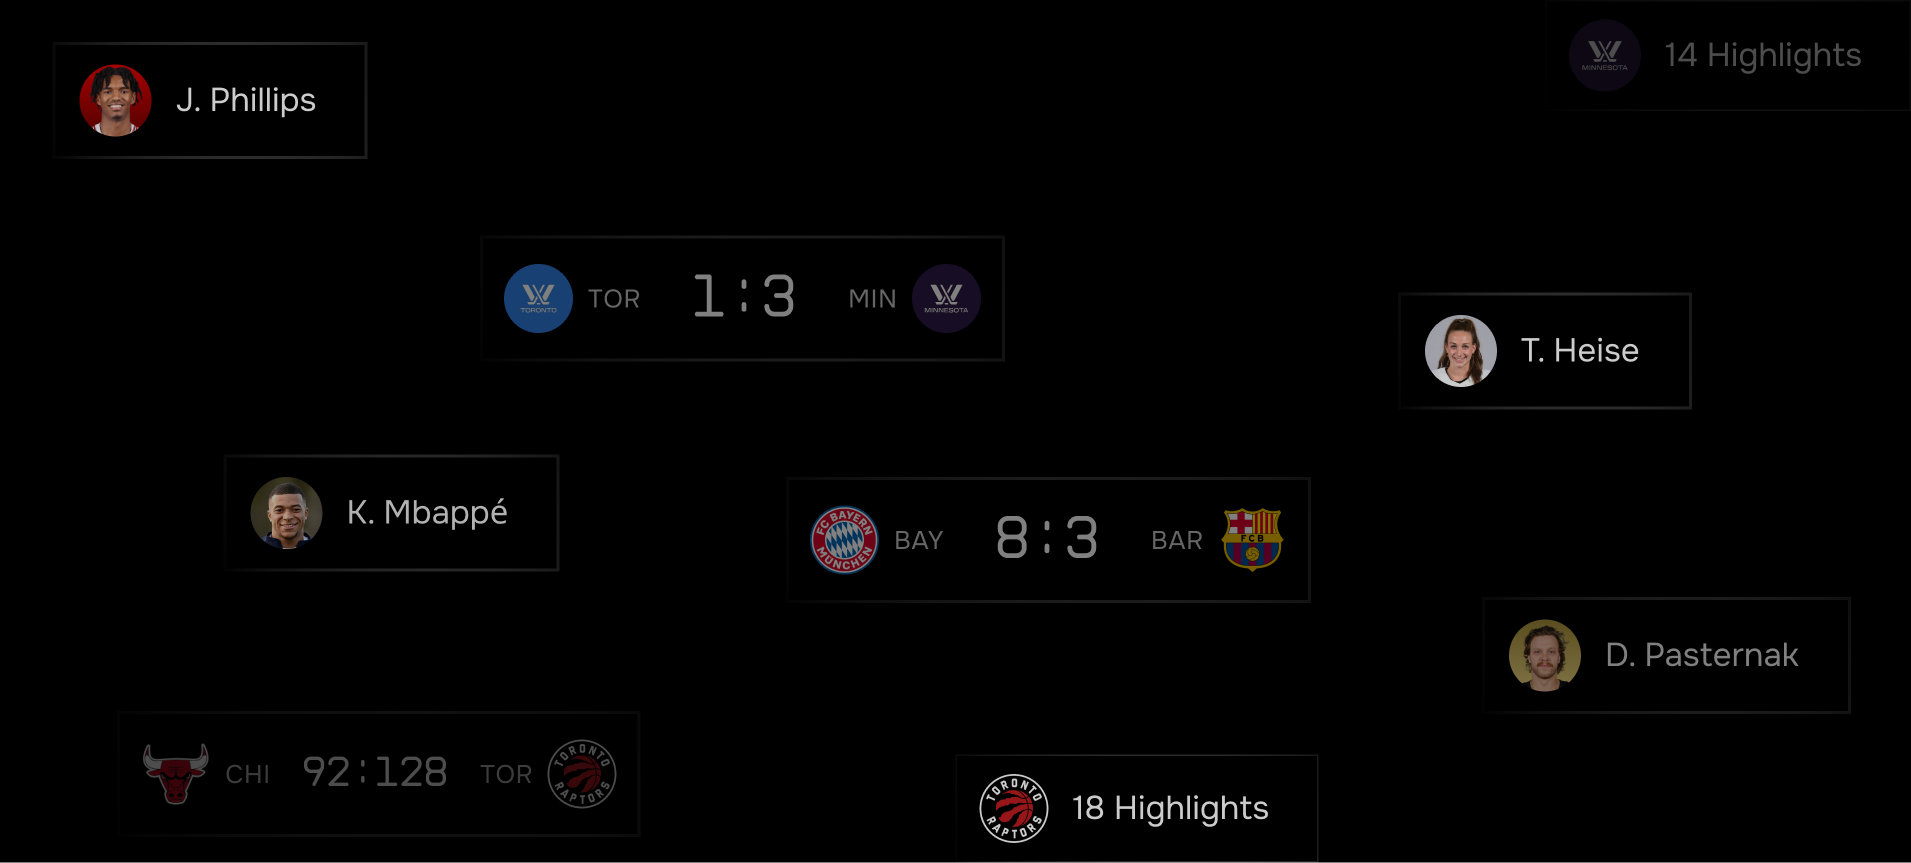 MINNESOTA
14 Highlights
J. Phillips
TORONTO
TOR
1:3
MIN
MINNESOTA
T. Heise
K. Mbappé
FC BAYERN
MÜNCHEN
BAY
8:3
BAR
FCB
D. Pasternak
CHI
92:128
TOR
TORONTO
RAPTORS
TORONTO
RAPTORS
18 Highlights